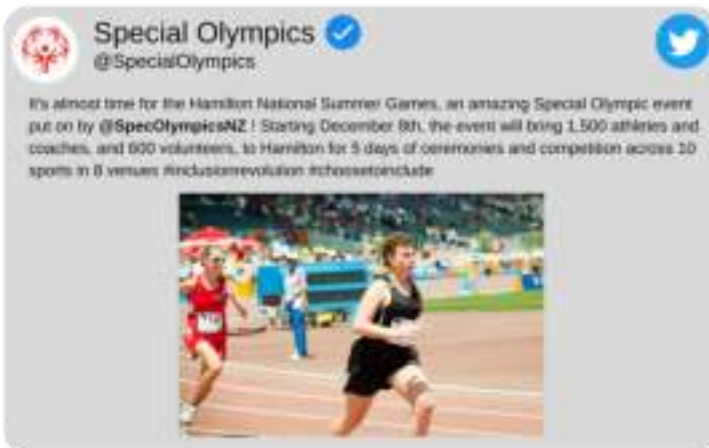 Special Olympics
@SpecialOlympics
It's almost time for the Hamilton National Summer Games, an amazing Special Olympic event
put on by @SpecOlympicsNZ ! Starting December 8th, the event will bring 1,500 athletes and
coaches, and 600 volunteers, to Hamilton for 5 days of ceremonies and competition across 10
sports in 8 venues #inclusionrevolution #choosetoinclude